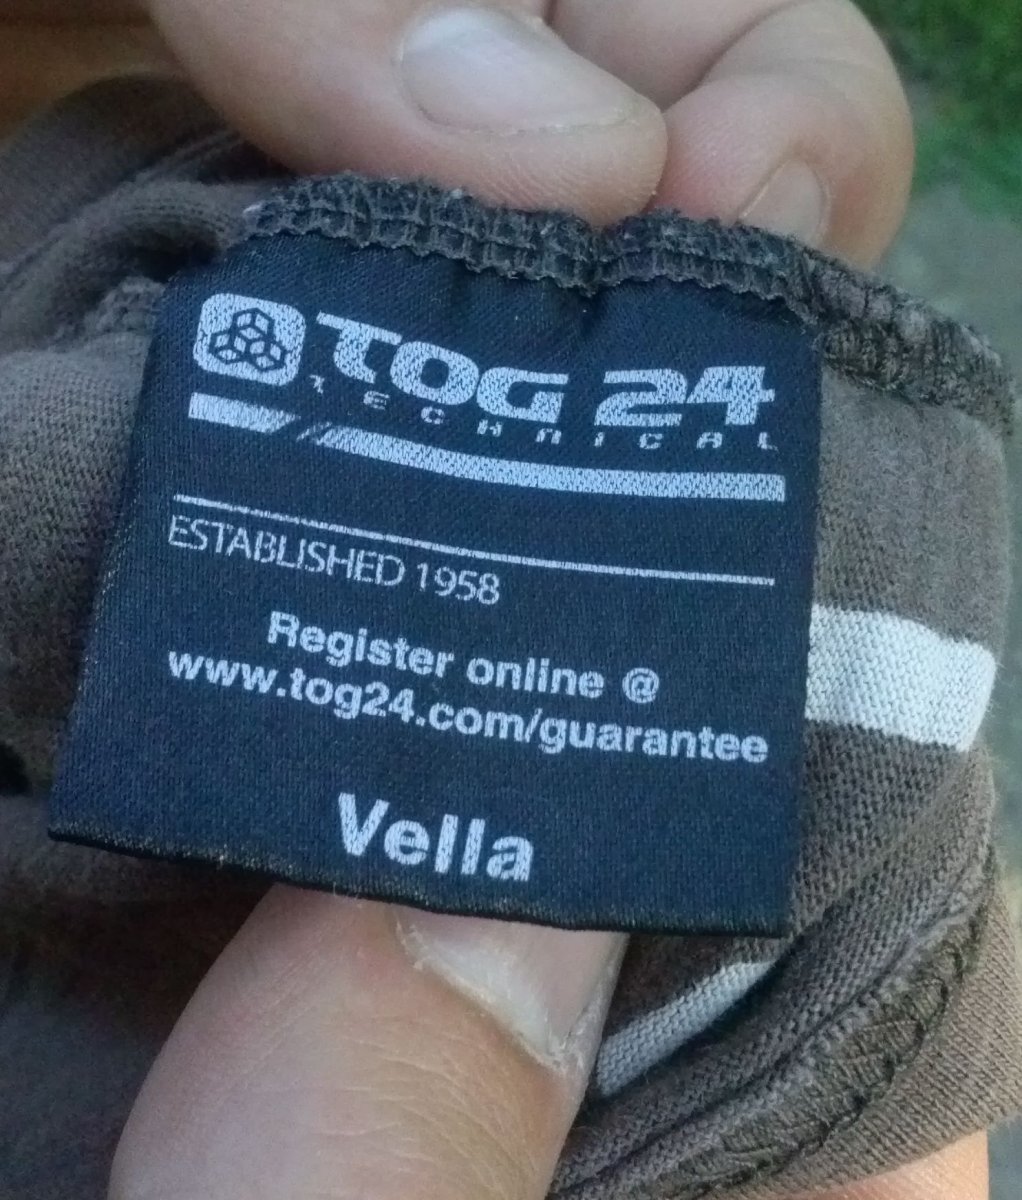 TOG 24
TECHNICAL
ESTABLISHED 1958
Register online @
www.tog24.com/guarantee
Vella